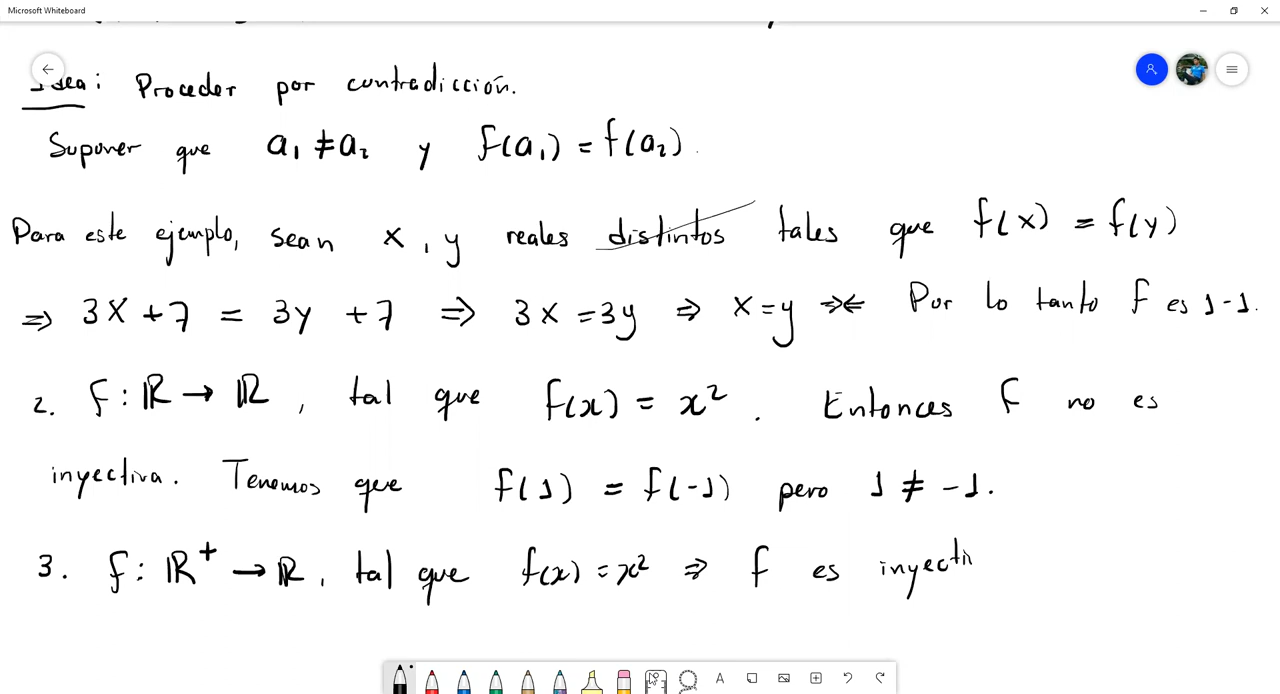 Microsoft Whiteboard
Idea: Proceder por contradicción.
Suponer que a₁ ≠ a₂ y f(a₁) = f(a₂).
Para este ejemplo, sean x, y reales distintos tales que f(x) = f(y)
⇒ 3x + 7 = 3y + 7 ⇒ 3x = 3y ⇒ x = y ⇒⇐ Por lo tanto f es 1-1.
2. f: ℝ → ℝ, tal que f(x) = x². Entonces f no es
inyectiva. Tenemos que f(1) = f(-1) pero 1 ≠ -1.
3. f: ℝ⁺ → ℝ, tal que f(x) = x² ⇒ f es inyecti